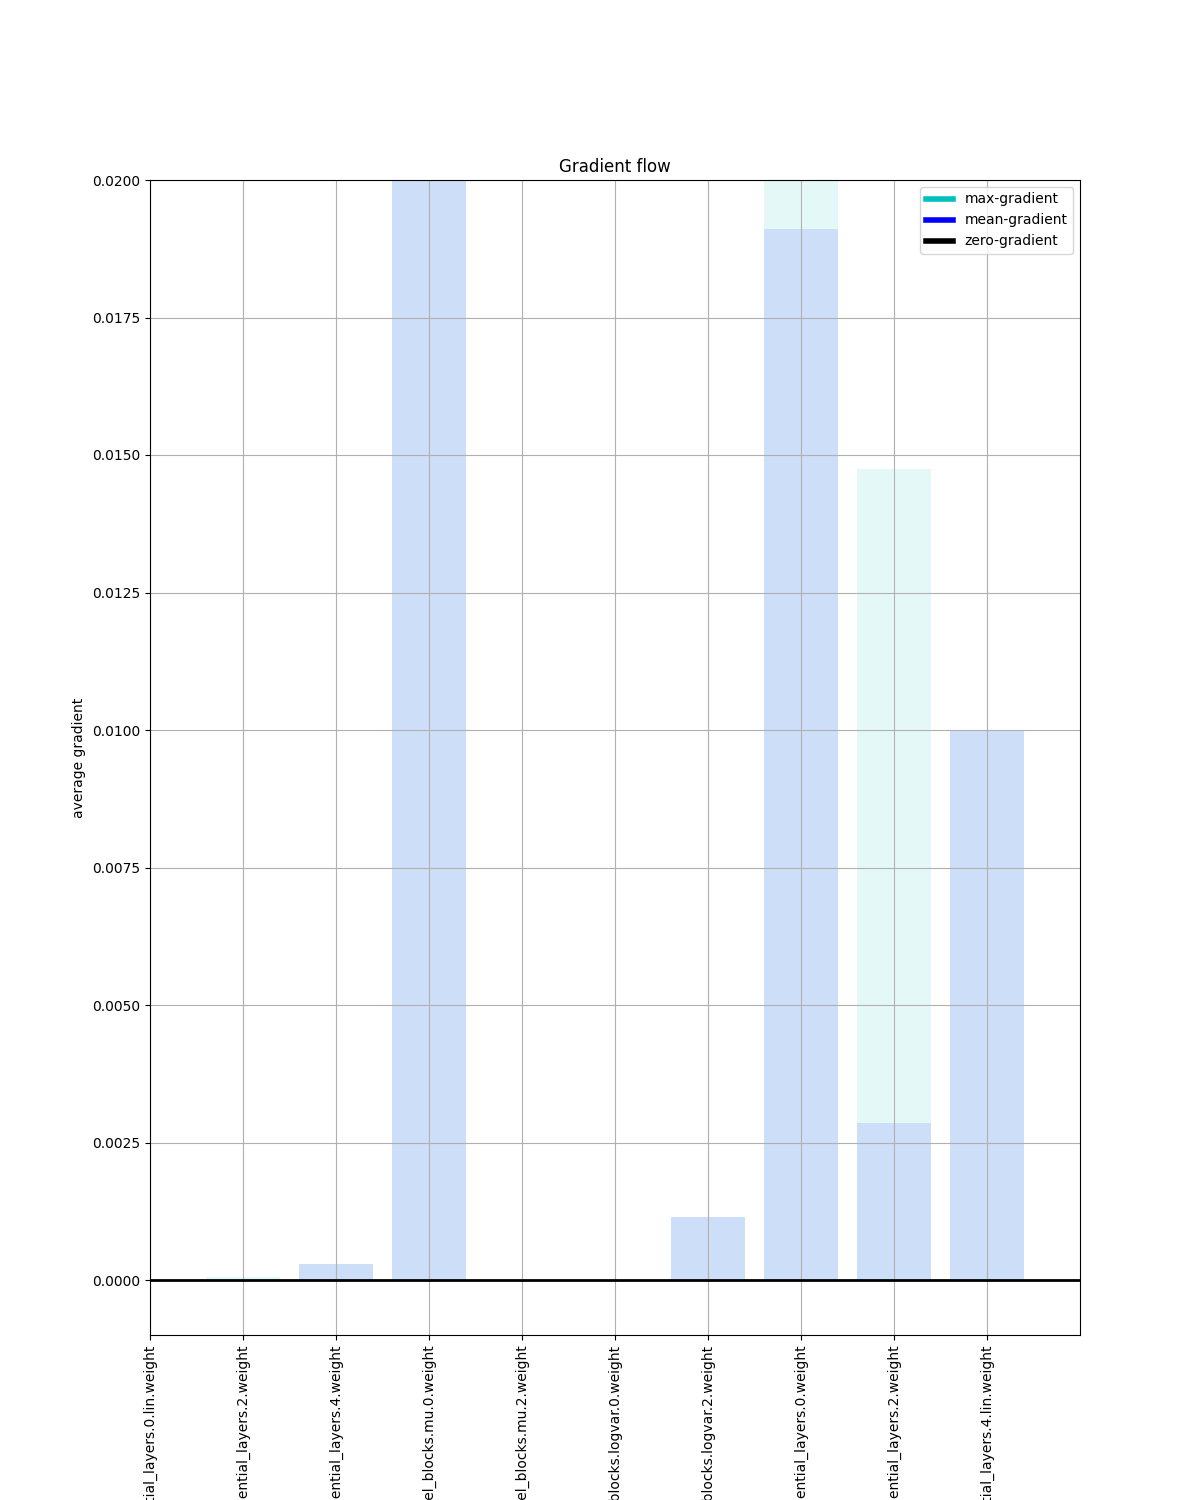 Gradient flow
max-gradient
mean-gradient
zero-gradient
0.0200
0.0175
0.0150
0.0125
0.0100
0.0075
0.0050
0.0025
0.0000
average gradient
tial_layers.0.lin.weight
ential_layers.2.weight
ential_layers.4.weight
el_blocks.mu.0.weight
el_blocks.mu.2.weight
blocks.logvar.0.weight
blocks.logvar.2.weight
ential_layers.0.weight
ential_layers.2.weight
tial_layers.4.lin.weight